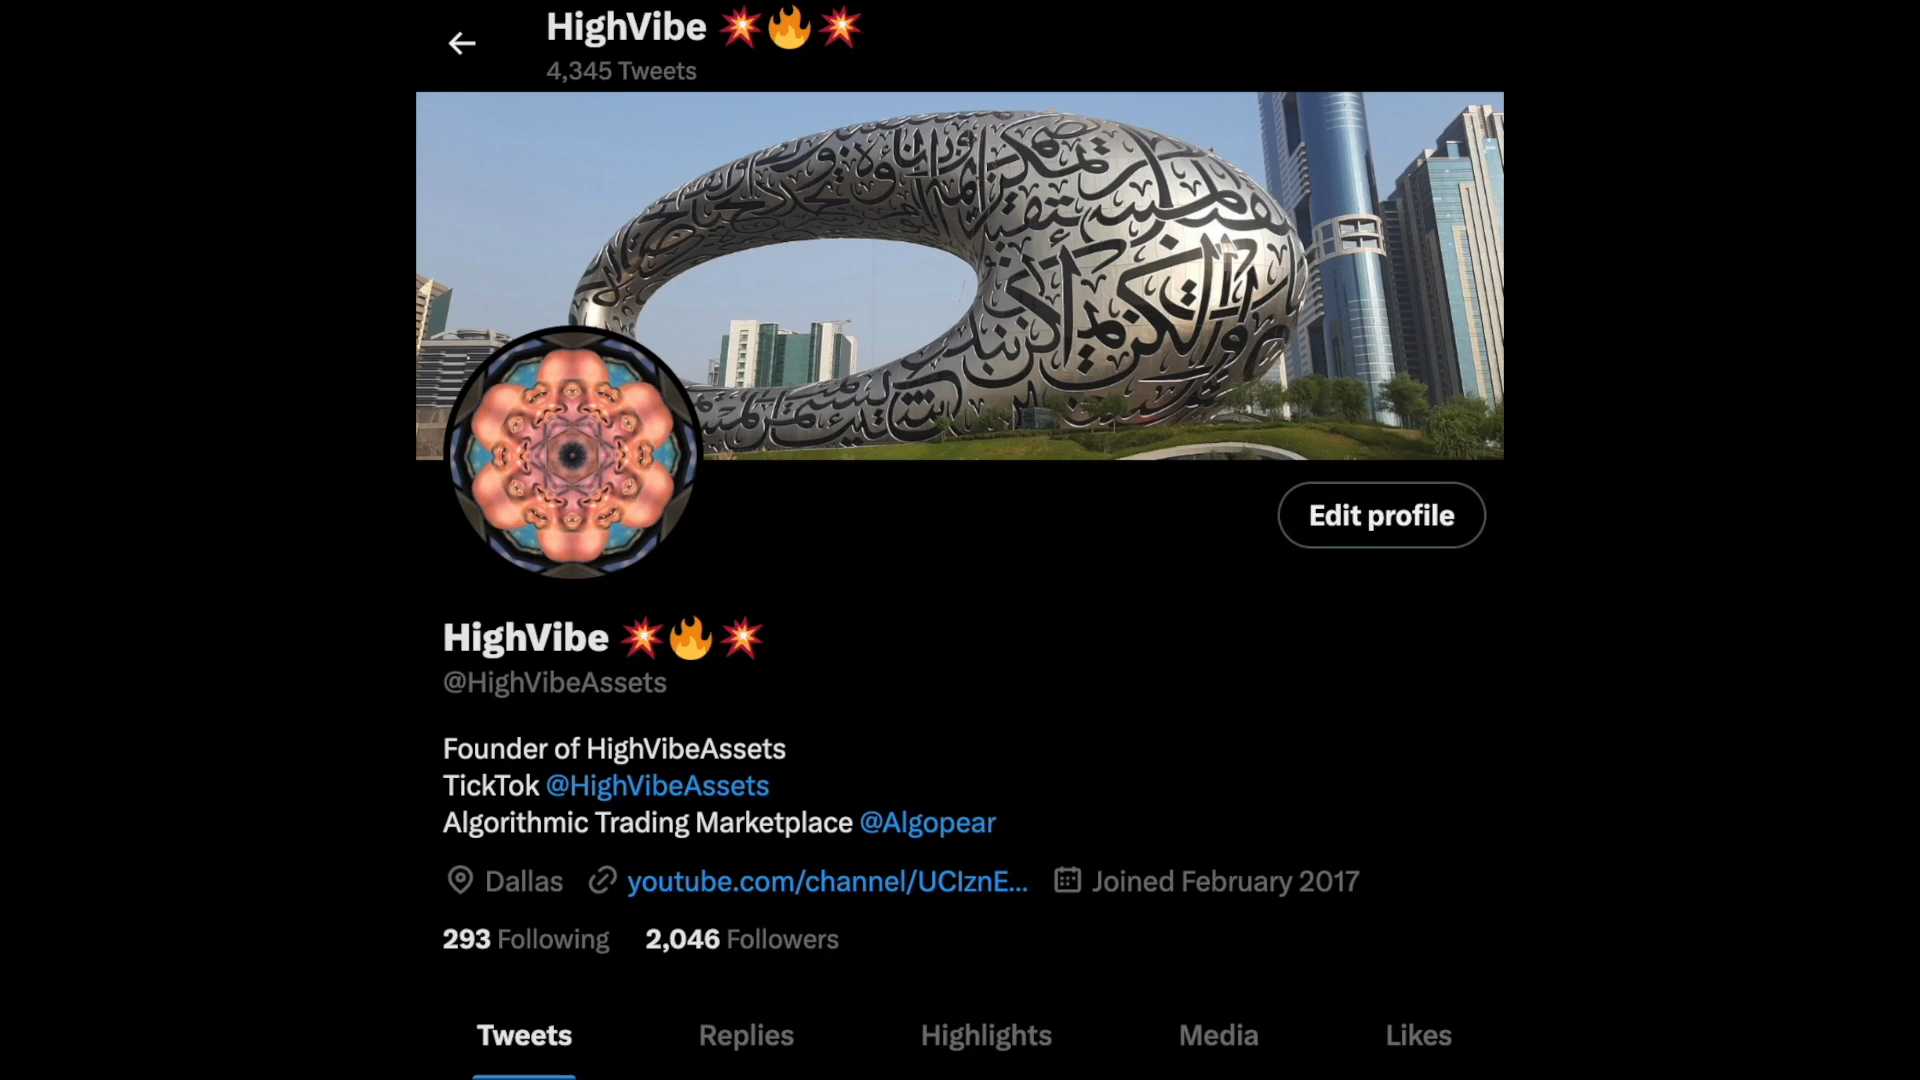 HighVibe 💥🔥💥
4,345 Tweets
Edit profile
HighVibe 💥🔥💥
@HighVibeAssets
Founder of HighVibeAssets
TickTok @HighVibeAssets
Algorithmic Trading Marketplace @Algopear
Dallas youtube.com/channel/UCIznE... Joined February 2017
293 Following 2,046 Followers
Tweets Replies Highlights Media Likes